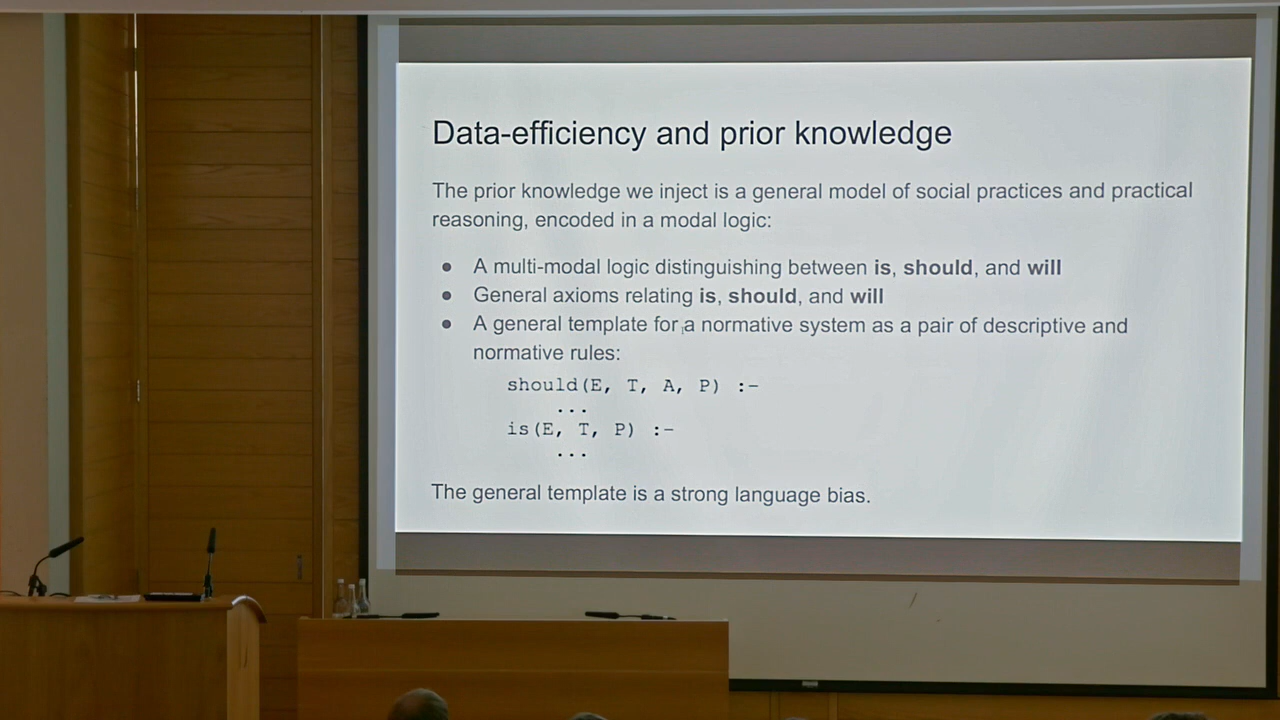 Data-efficiency and prior knowledge
The prior knowledge we inject is a general model of social practices and practical
reasoning, encoded in a modal logic:
● A multi-modal logic distinguishing between is, should, and will
● General axioms relating is, should, and will
● A general template for a normative system as a pair of descriptive and
normative rules:
should(E, T, A, P) :-
...
is(E, T, P) :-
...
The general template is a strong language bias.